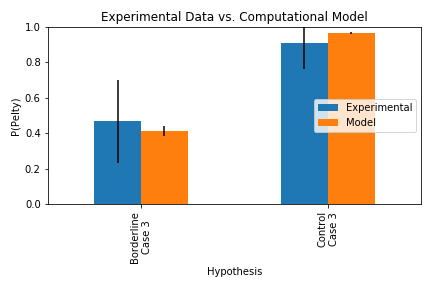 Experimental Data vs. Computational Model
1.0
0.8
0.6
0.4
0.2
0.0
P(Pelty)
Experimental
Model
Borderline
Case 3
Control
Case 3
Hypothesis